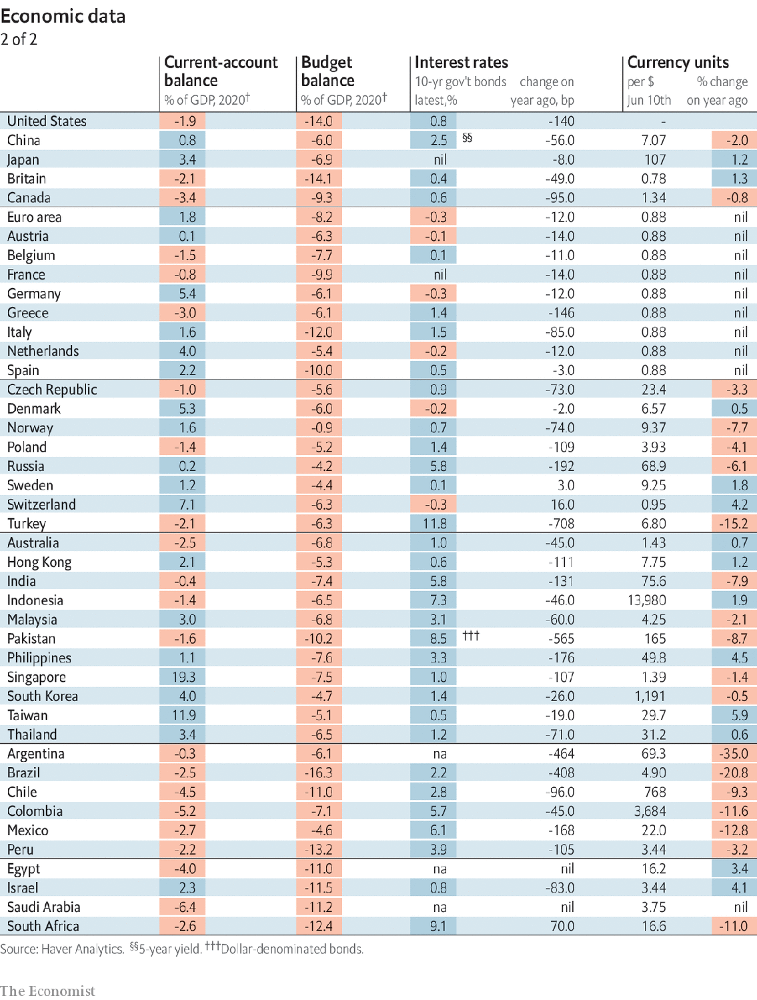 Economic data
2 of 2
Current-account balance % of GDP, 2020† Budget balance % of GDP, 2020† Interest rates 10-yr gov't bonds latest,% change on year ago, bp Currency units per $ Jun 10th % change on year ago
United States -1.9 -14.0 0.8 -140 -
China 0.8 -6.0 2.5 §§ -56.0 7.07 -2.0
Japan 3.4 -6.9 nil -8.0 107 1.2
Britain -2.1 -14.1 0.4 -49.0 0.78 1.3
Canada -3.4 -9.3 0.6 -95.0 1.34 -0.8
Euro area 1.8 -8.2 -0.3 -12.0 0.88 nil
Austria 0.1 -6.3 -0.1 -14.0 0.88 nil
Belgium -1.5 -7.7 0.1 -11.0 0.88 nil
France -0.8 -9.9 nil -14.0 0.88 nil
Germany 5.4 -6.1 -0.3 -12.0 0.88 nil
Greece -3.0 -6.1 1.4 -146 0.88 nil
Italy 1.6 -12.0 1.5 -85.0 0.88 nil
Netherlands 4.0 -5.4 -0.2 -12.0 0.88 nil
Spain 2.2 -10.0 0.5 -3.0 0.88 nil
Czech Republic -1.0 -5.6 0.9 -73.0 23.4 -3.3
Denmark 5.3 -6.0 -0.2 -2.0 6.57 0.5
Norway 1.6 -0.9 0.7 -74.0 9.37 -7.7
Poland -1.4 -5.2 1.4 -109 3.93 -4.1
Russia 0.2 -4.2 5.8 -192 68.9 -6.1
Sweden 1.2 -4.4 0.1 3.0 9.25 1.8
Switzerland 7.1 -6.3 -0.3 16.0 0.95 4.2
Turkey -2.1 -6.3 11.8 -708 6.80 -15.2
Australia -2.5 -6.8 1.0 -45.0 1.43 0.7
Hong Kong 2.1 -5.3 0.6 -111 7.75 1.2
India -0.4 -7.4 5.8 -131 75.6 -7.9
Indonesia -1.4 -6.5 7.3 -46.0 13,980 1.9
Malaysia 3.0 -6.8 3.1 -60.0 4.25 -2.1
Pakistan -1.6 -10.2 8.5 ††† -565 165 -8.7
Philippines 1.1 -7.6 3.3 -176 49.8 4.5
Singapore 19.3 -7.5 1.0 -107 1.39 -1.4
South Korea 4.0 -4.7 1.4 -26.0 1,191 -0.5
Taiwan 11.9 -5.1 0.5 -19.0 29.7 5.9
Thailand 3.4 -6.5 1.2 -71.0 31.2 0.6
Argentina -0.3 -6.1 na -464 69.3 -35.0
Brazil -2.5 -16.3 2.2 -408 4.90 -20.8
Chile -4.5 -11.0 2.8 -96.0 768 -9.3
Colombia -5.2 -7.1 5.7 -45.0 3,684 -11.6
Mexico -2.7 -4.6 6.1 -168 22.0 -12.8
Peru -2.2 -13.2 3.9 -105 3.44 -3.2
Egypt -4.0 -11.0 na nil 16.2 3.4
Israel 2.3 -11.5 0.8 -83.0 3.44 4.1
Saudi Arabia -6.4 -11.2 na nil 3.75 nil
South Africa -2.6 -12.4 9.1 70.0 16.6 -11.0
Source: Haver Analytics. §§5-year yield. †††Dollar-denominated bonds.
The Economist